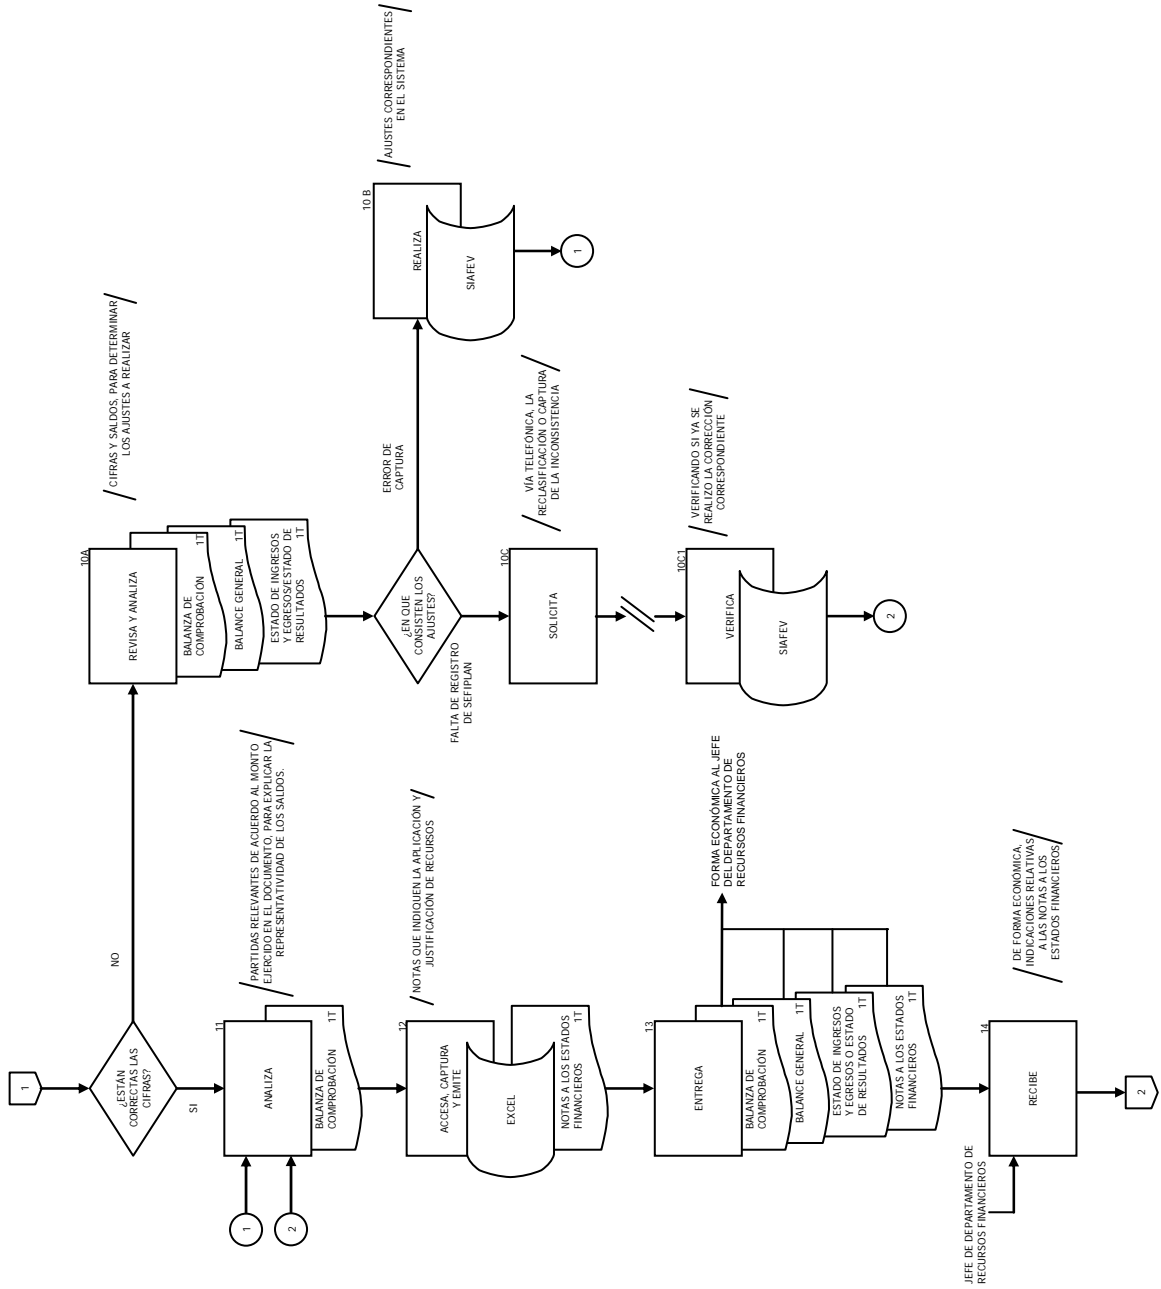 1
¿ESTÁN
CORRECTAS LAS
CIFRAS?
NO
SI
10A
REVISA Y ANALIZA
CIFRAS Y SALDOS, PARA DETERMINAR
LOS AJUSTES A REALIZAR
BALANZA DE
COMPROBACIÓN
1T
BALANCE GENERAL
1T
ESTADO DE INGRESOS
Y EGRESOS/ESTADO DE
RESULTADOS
1T
¿EN QUE
CONSISTEN LOS
AJUSTES?
ERROR DE
CAPTURA
10 B
REALIZA
SIAFEV
AJUSTES CORRESPONDIENTES
EN EL SISTEMA
1
FALTA DE REGISTRO
DE SEFIPLAN
10C
SOLICITA
VÍA TELEFÓNICA, LA
RECLASIFICACIÓN O CAPTURA
DE LA INCONSISTENCIA
10C1
VERIFICA
SIAFEV
VERIFICANDO SI YA SE
REALIZO LA CORRECCIÓN
CORRESPONDIENTE
2
1
2
11
ANALIZA
BALANZA DE
COMPROBACIÓN
1T
PARTIDAS RELEVANTES DE ACUERDO AL MONTO
EJERCIDO EN EL DOCUMENTO, PARA EXPLICAR LA
REPRESENTATIVIDAD DE LOS SALDOS.
12
ACCESA, CAPTURA
Y EMITE
EXCEL
NOTAS A LOS ESTADOS
FINANCIEROS
1T
NOTAS QUE INDIQUEN LA APLICACIÓN Y
JUSTIFICACIÓN DE RECURSOS
13
ENTREGA
BALANZA DE
COMPROBACIÓN
1T
BALANCE GENERAL
1T
ESTADO DE INGRESOS
Y EGRESOS O ESTADO
DE RESULTADOS
1T
NOTAS A LOS ESTADOS
FINANCIEROS
1T
FORMA ECONÓMICA AL JEFE
DEL DEPARTAMENTO DE
RECURSOS FINANCIEROS
JEFE DE DEPARTAMENTO DE
RECURSOS FINANCIEROS
14
RECIBE
DE FORMA ECONÓMICA,
INDICACIONES RELATIVAS
A LAS NOTAS A LOS
ESTADOS FINANCIEROS
2